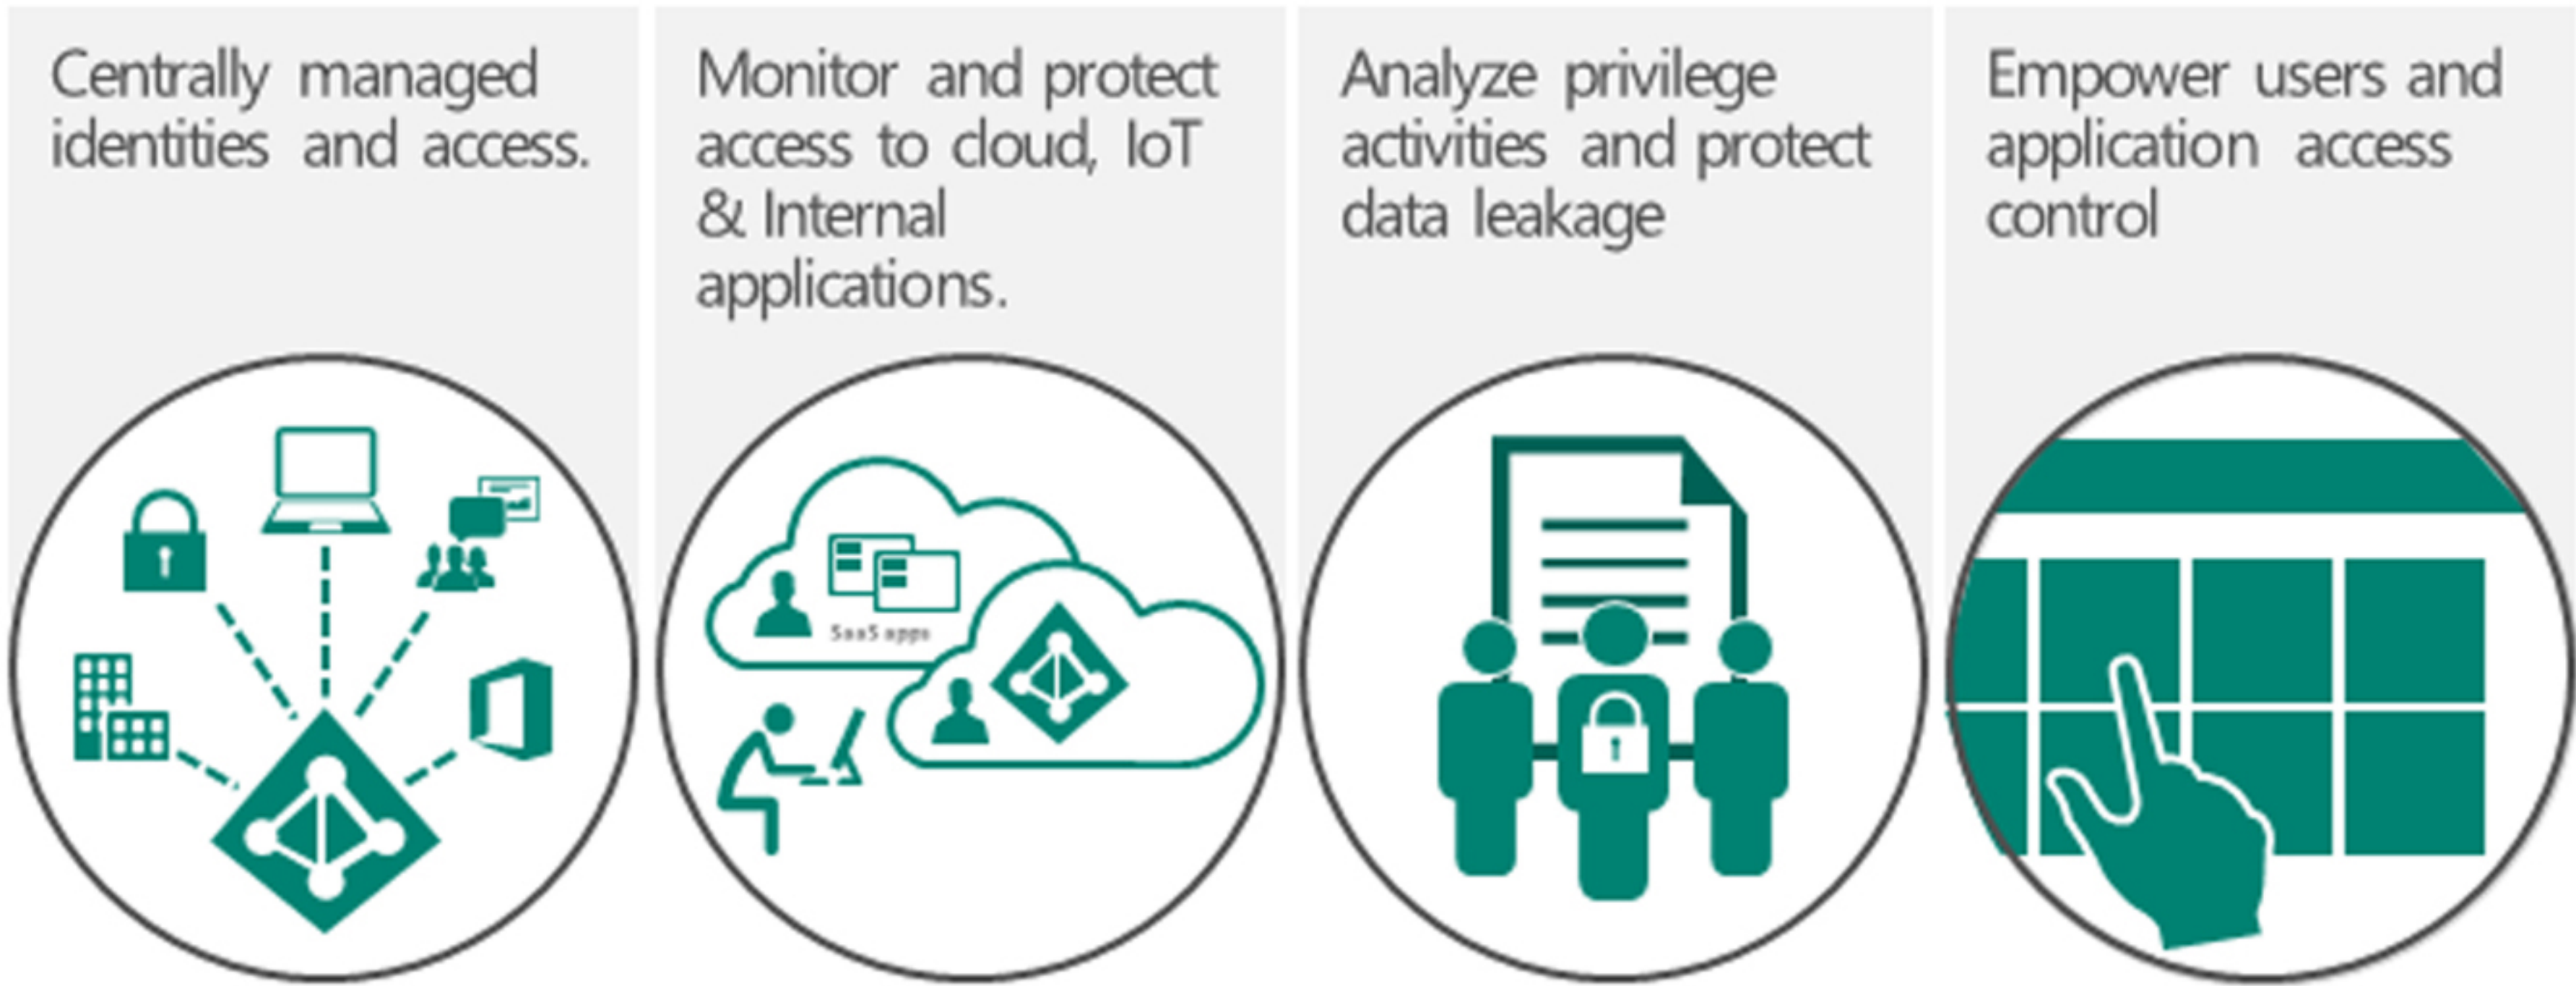 Centrally managed
identities and access.
Monitor and protect
access to cloud, IoT
& Internal
applications.
Analyze privilege
activities and protect
data leakage
Empower users and
application access
control
SaaS apps